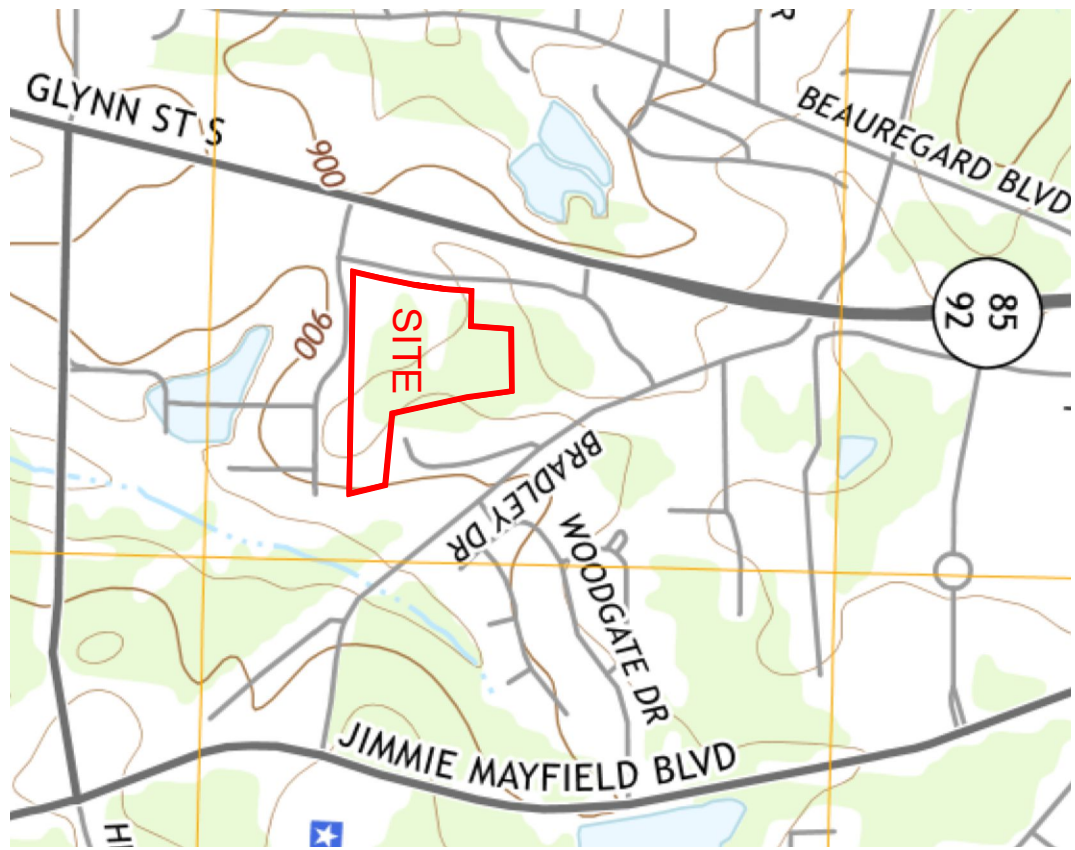 GLYNN ST S
BEAUREGARD BLVD
900
SITE
900
85
92
BRADLEY DR
WOODGATE DR
JIMMIE MAYFIELD BLVD